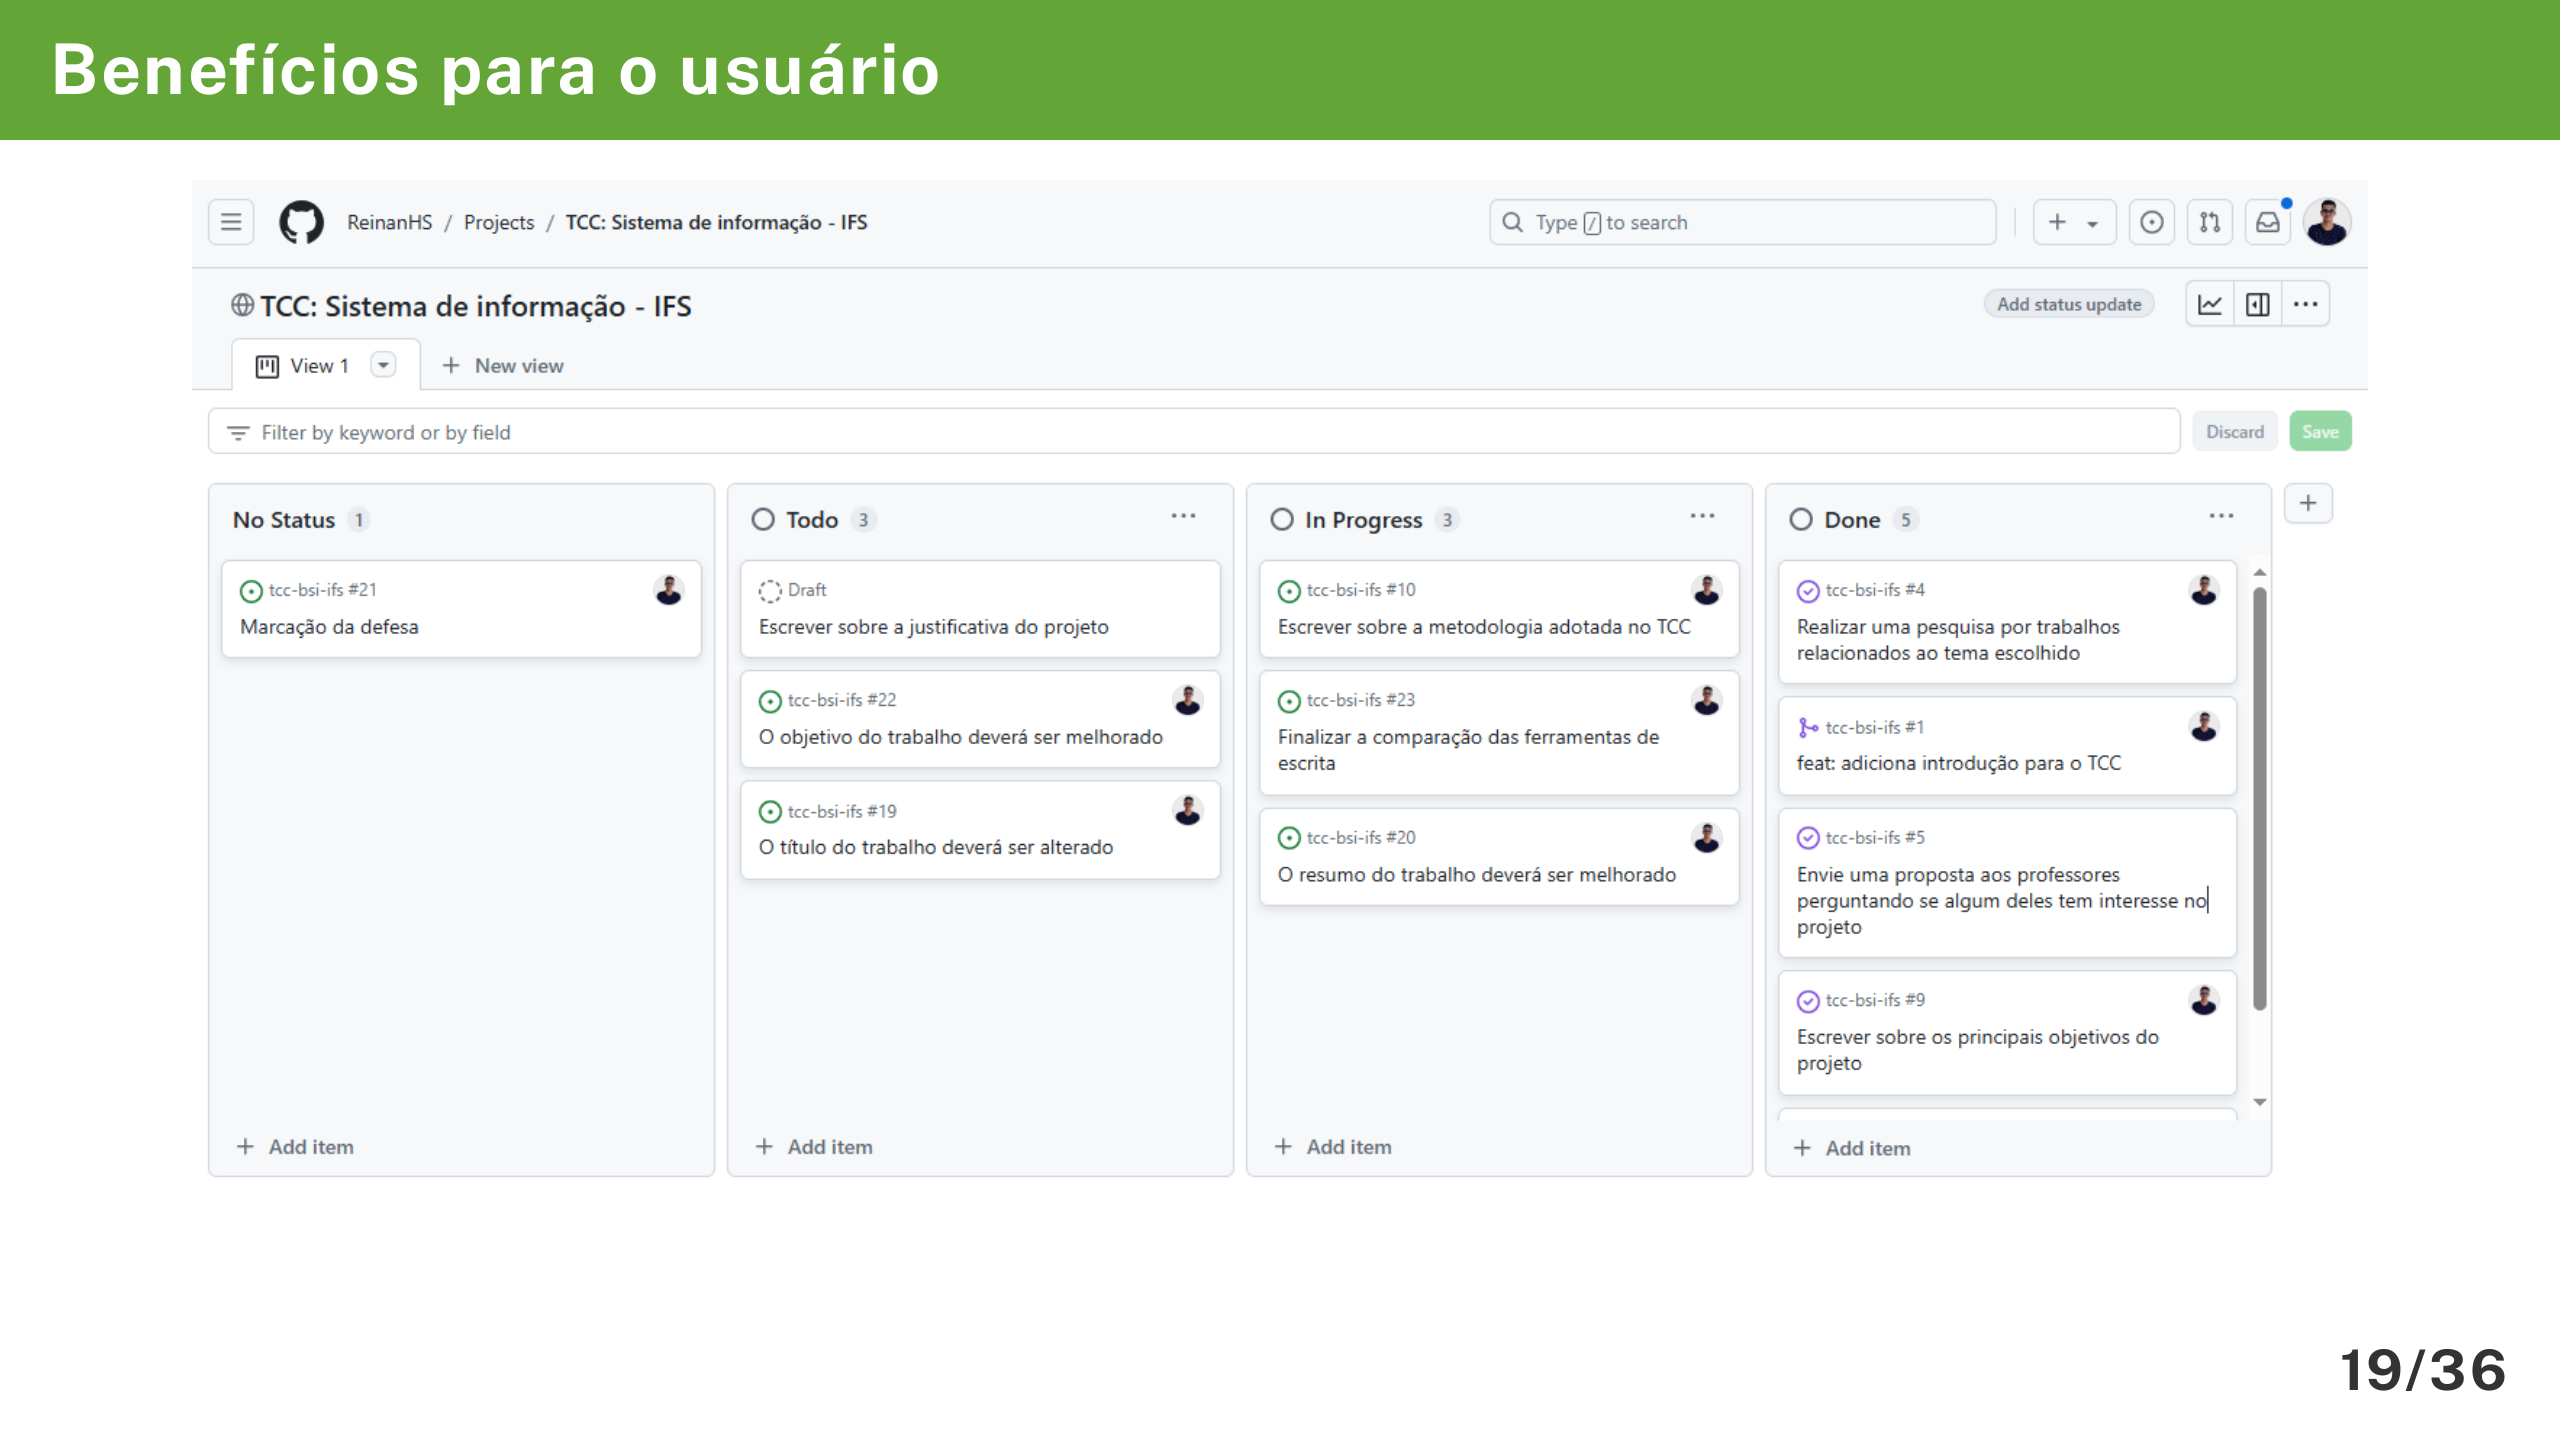 Benefícios para o usuário
ReinanHS / Projects / TCC: Sistema de informação - IFS
Type / to search
TCC: Sistema de informação - IFS
Add status update
View 1
New view
Filter by keyword or by field
Discard
Save
No Status 1
tcc-bsi-ifs #21
Marcação da defesa
Add item
Todo 3
Draft
Escrever sobre a justificativa do projeto
tcc-bsi-ifs #22
O objetivo do trabalho deverá ser melhorado
tcc-bsi-ifs #19
O título do trabalho deverá ser alterado
Add item
In Progress 3
tcc-bsi-ifs #10
Escrever sobre a metodologia adotada no TCC
tcc-bsi-ifs #23
Finalizar a comparação das ferramentas de
escrita
tcc-bsi-ifs #20
O resumo do trabalho deverá ser melhorado
Add item
Done 5
tcc-bsi-ifs #4
Realizar uma pesquisa por trabalhos
relacionados ao tema escolhido
tcc-bsi-ifs #1
feat: adiciona introdução para o TCC
tcc-bsi-ifs #5
Envie uma proposta aos professores
perguntando se algum deles tem interesse no
projeto
tcc-bsi-ifs #9
Escrever sobre os principais objetivos do
projeto
Add item
19/36